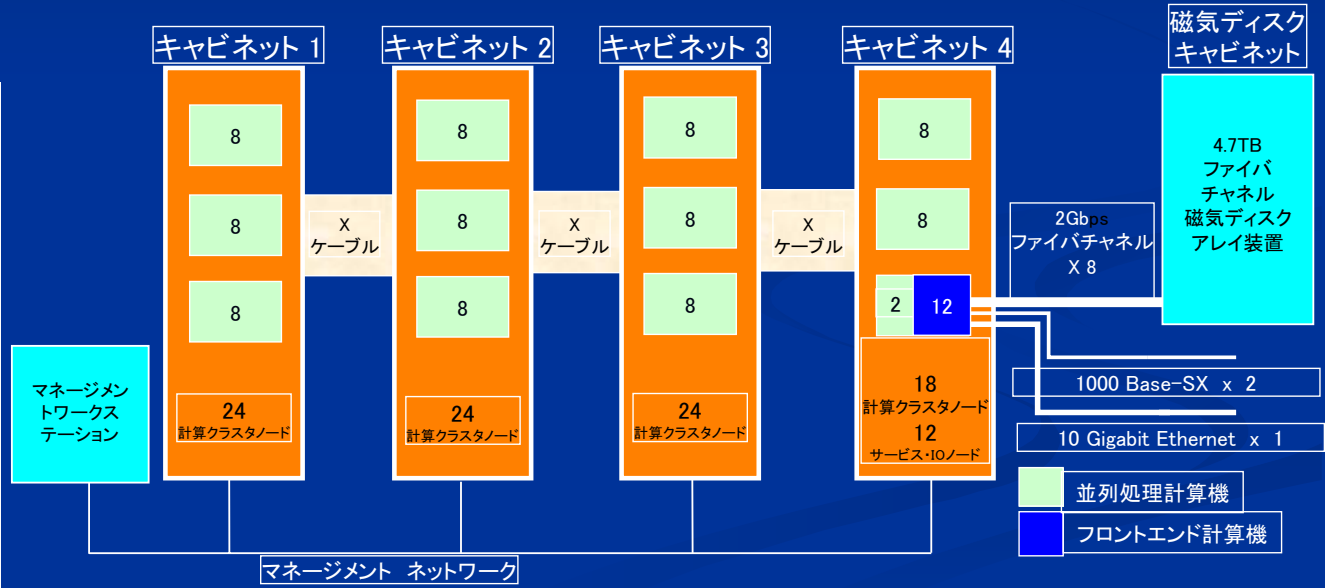 キャビネット 1
キャビネット 2
キャビネット 3
キャビネット 4
磁気ディスク
キャビネット
8
8
8
24
計算クラスタノード
X
ケーブル
8
8
8
24
計算クラスタノード
X
ケーブル
8
8
8
24
計算クラスタノード
X
ケーブル
8
8
2
12
18
計算クラスタノード
12
サービス・IOノード
2Gbps
ファイバチャネル
X 8
4.7TB
ファイバ
チャネル
磁気ディスク
アレイ装置
1000 Base-SX x 2
10 Gigabit Ethernet x 1
マネージメン
トワークス
テーション
マネージメント ネットワーク
並列処理計算機
フロントエンド計算機